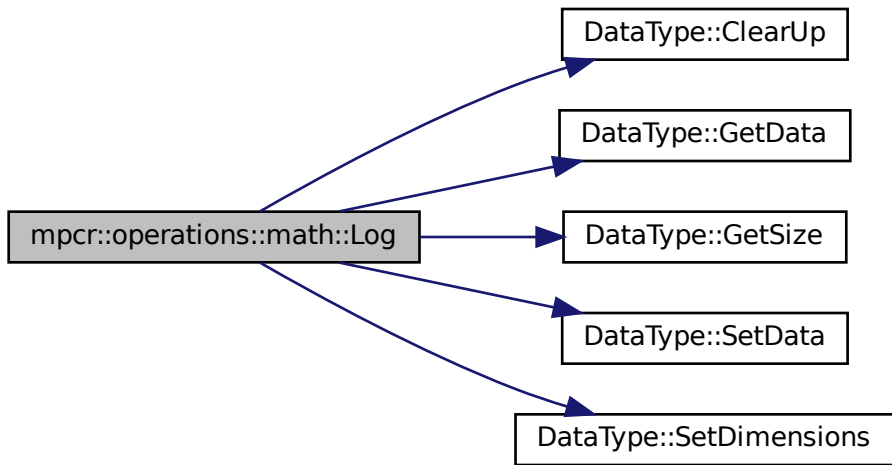 DataType::ClearUp
DataType::GetData
mpcr::operations::math::Log
DataType::GetSize
DataType::SetData
DataType::SetDimensions